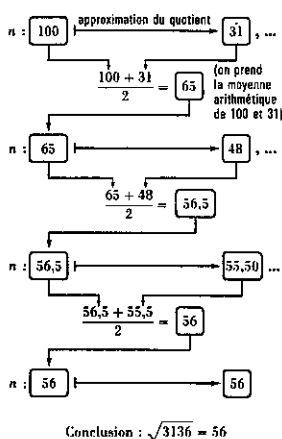 approximation du quotient
n : 100 31 , ...
100 + 31
2
= 65
(on prend
la moyenne
arithmétique
de 100 et 31)
n : 65 48 , ...
65 + 48
2
= 56,5
n : 56,5 55,50 ...
56,5 + 55,5
2
= 56
n : 56 56
Conclusion : √3136 = 56